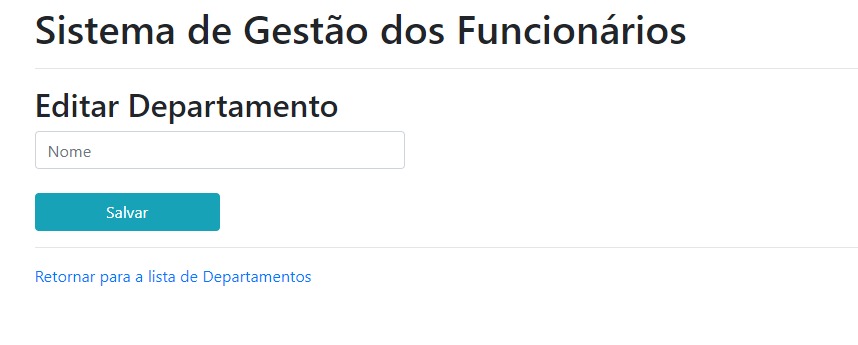 Sistema de Gestão dos Funcionários
Editar Departamento
Nome
Salvar
Retornar para a lista de Departamentos